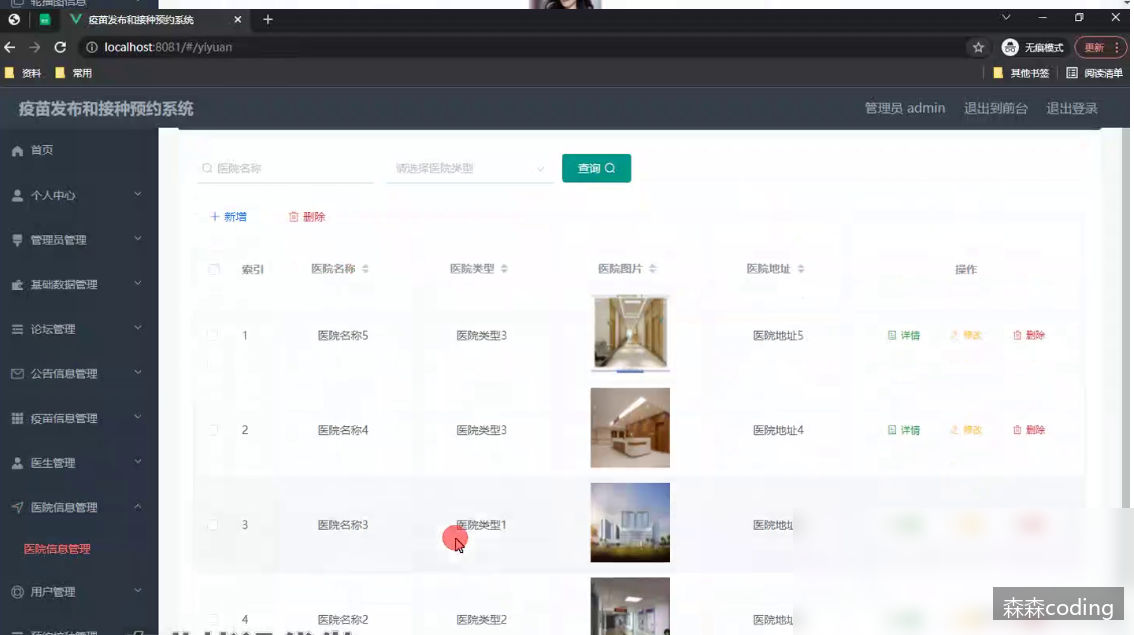 轮播图信息
疫苗发布和接种预约系统
localhost:8081/#/yiyuan
无痕模式
更新
资料
常用
其他书签
阅读清单
疫苗发布和接种预约系统
管理员 admin
退出到前台
退出登录
首页
个人中心
管理员管理
基础数据管理
论坛管理
公告信息管理
疫苗信息管理
医生管理
医院信息管理
医院信息管理
用户管理
医院名称
请选择医院类型
查询
新增
删除
索引 医院名称 医院类型 医院图片 医院地址 操作
1 医院名称5 医院类型3 医院地址5 详情 修改 删除
2 医院名称4 医院类型3 医院地址4 详情 修改 删除
3 医院名称3 医院类型1 医院地
4 医院名称2 医院类型2 医院地
森森coding